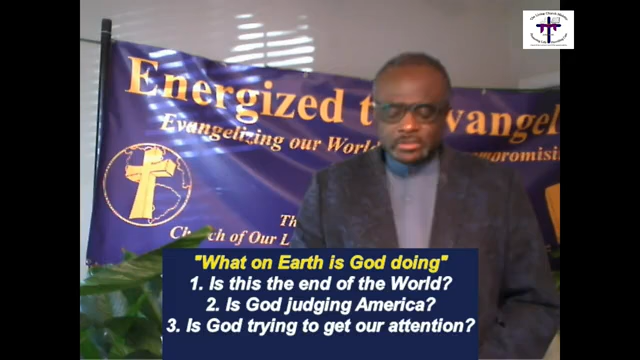 Energized t Evangel
Evangelizing our World
Th
Church of Our L
"What on Earth is God doing"
1. Is this the end of the World?
2. Is God judging America?
3. Is God trying to get our attention?